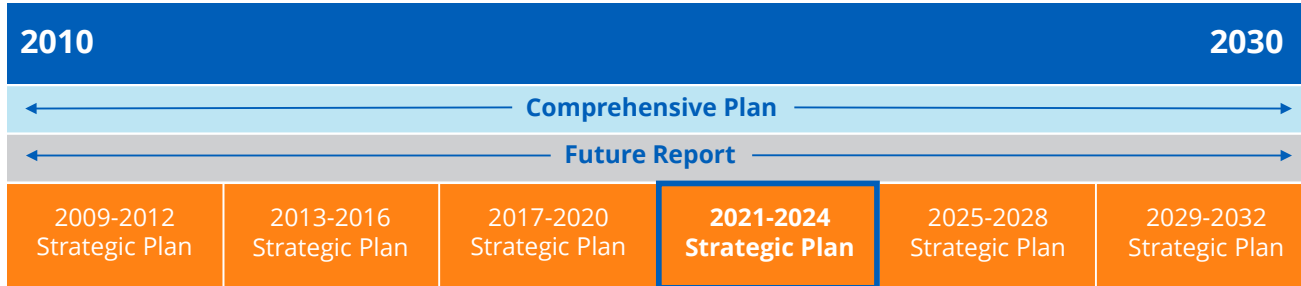 2010 2030
Comprehensive Plan
Future Report
2009-2012
Strategic Plan
2013-2016
Strategic Plan
2017-2020
Strategic Plan
2021-2024
Strategic Plan
2025-2028
Strategic Plan
2029-2032
Strategic Plan